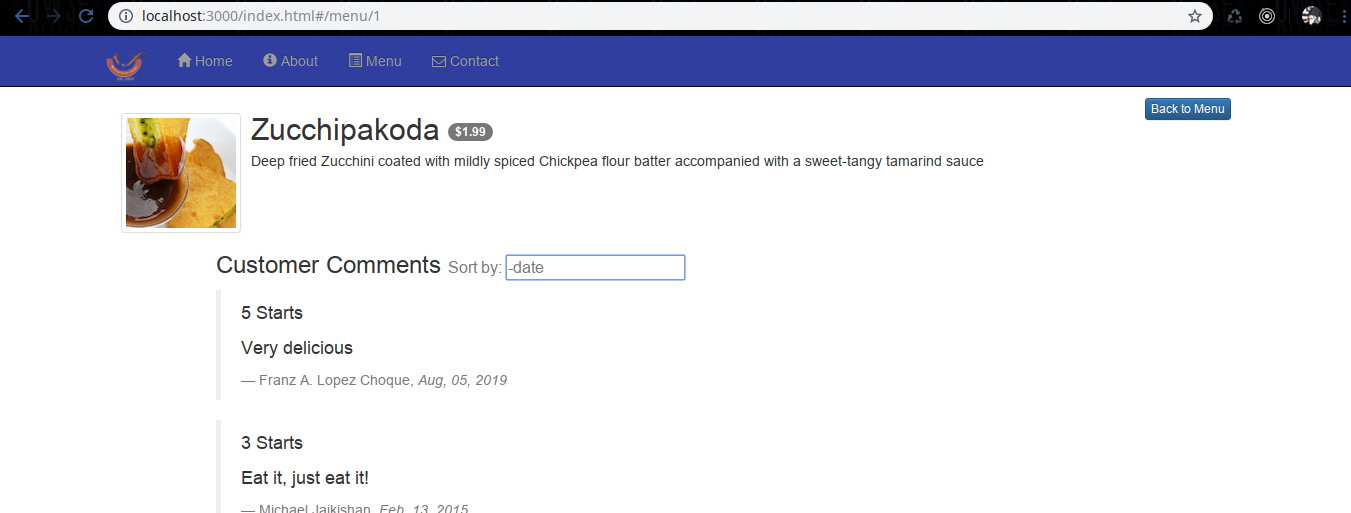 localhost:3000/index.html#/menu/1
Home About Menu Contact
Back to Menu
Zucchipakoda $1.99
Deep fried Zucchini coated with mildly spiced Chickpea flour batter accompanied with a sweet-tangy tamarind sauce
Customer Comments Sort by: -date
5 Starts
Very delicious
— Franz A. Lopez Choque, Aug, 05, 2019
3 Starts
Eat it, just eat it!
— Michael Jaikishan, Feb, 13, 2015